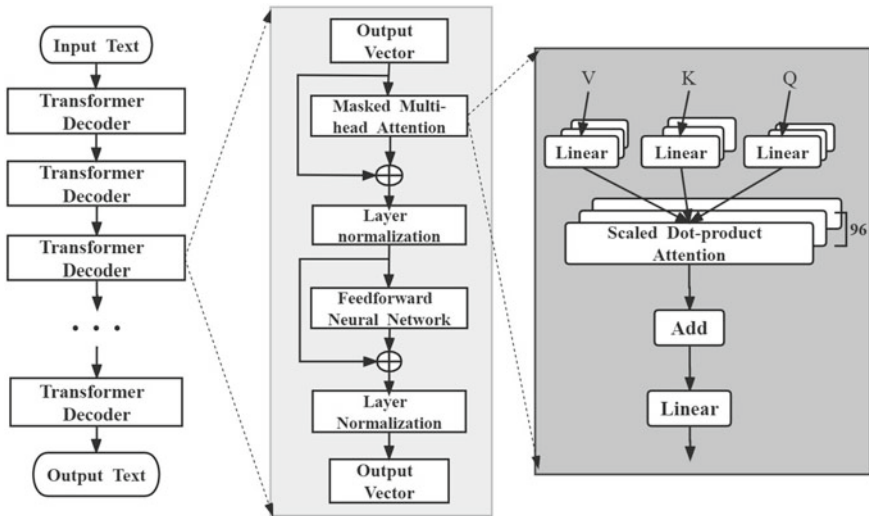 Input Text
Transformer
Decoder
Transformer
Decoder
Transformer
Decoder
. . .
Transformer
Decoder
Output Text
Output
Vector
Masked Multi-
head Attention
Layer
normalization
Feedforward
Neural Network
Layer
Normalization
Output
Vector
V K Q
Linear Linear Linear
Scaled Dot-product
Attention
96
Add
Linear